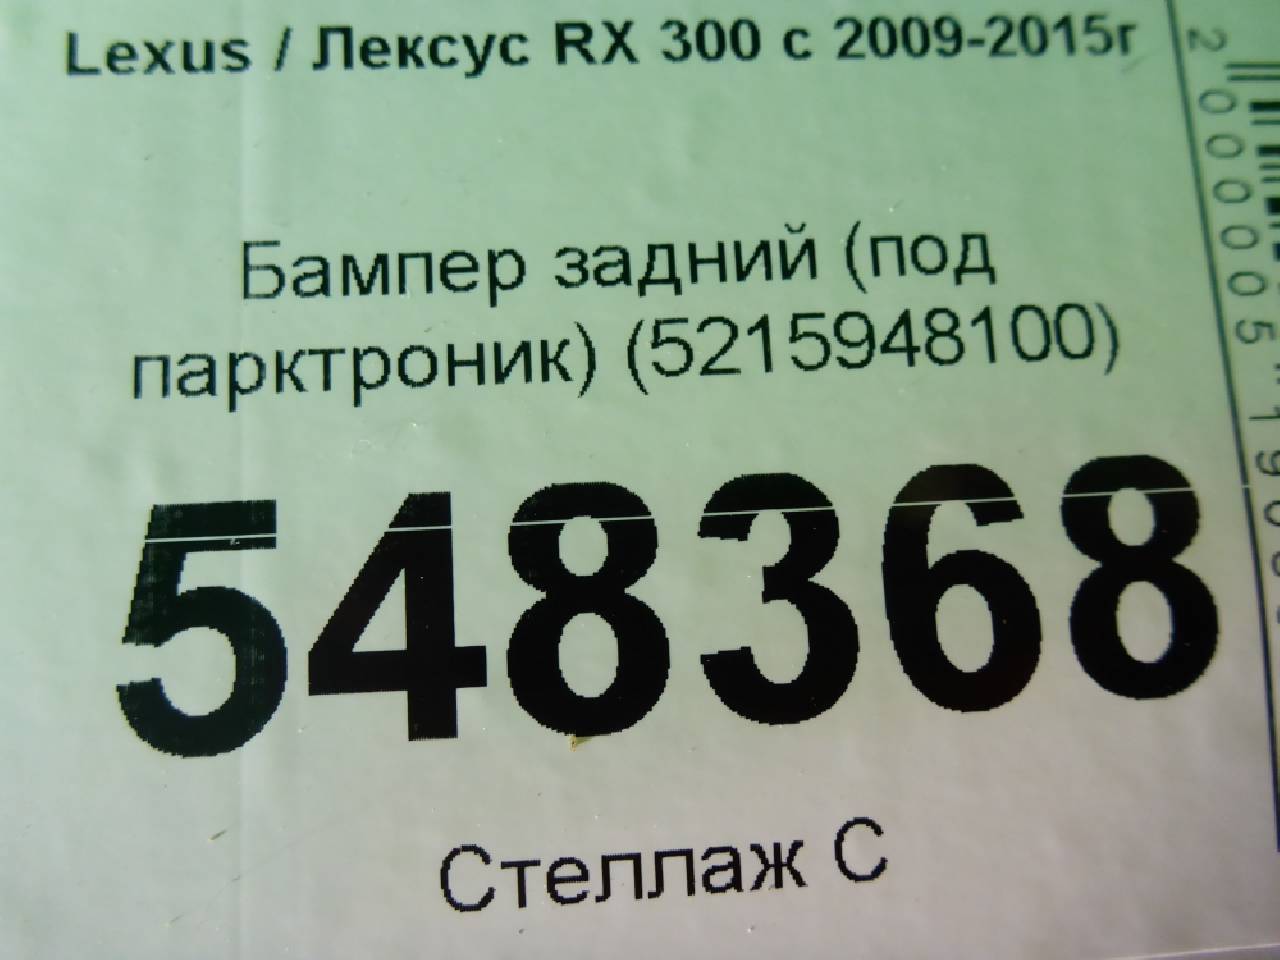 Lexus / Лексус RX 300 с 2009-2015г
Бампер задний (под
парктроник) (5215948100)
548368
Стеллаж С